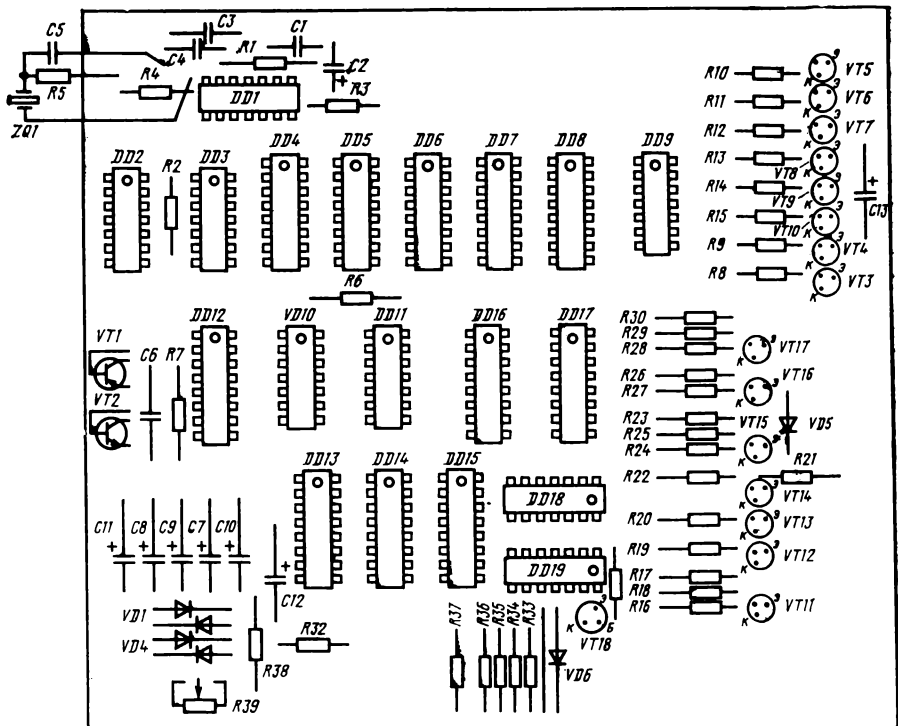 C5
C3
C1
C4
R1
C2
R5
R4
DD1
R3
ZQ1
R10
Э
VT5
К
R11
Э
VT6
К
R12
Э
VT7
К
DD2
R2
DD3
DD4
DD5
DD6
DD7
DD8
DD9
R13
Э
VT8
К
R14
Э
VT9
К
C13
R15
Э
VT10
К
R9
Э
VT4
К
R8
Э
VT3
К
R6
DD12
VD10
DD11
DD16
DD17
R30
R29
R28
Э
VT17
К
VT1
C6
R7
R26
Э
VT16
R27
К
VT2
R23
VT15
VD5
R25
Э
R24
К
DD13
DD14
DD15
R22
R21
Э
VT14
К
DD18
C11
C8
C9
C7
C10
R20
Э
VT13
К
R19
Э
VT12
К
DD19
C12
R17
R18
R16
Э
VT11
К
VD1
VD4
R38
R32
R37
R36
R35
R34
R33
Э
К
Б
VT18
VD6
R39